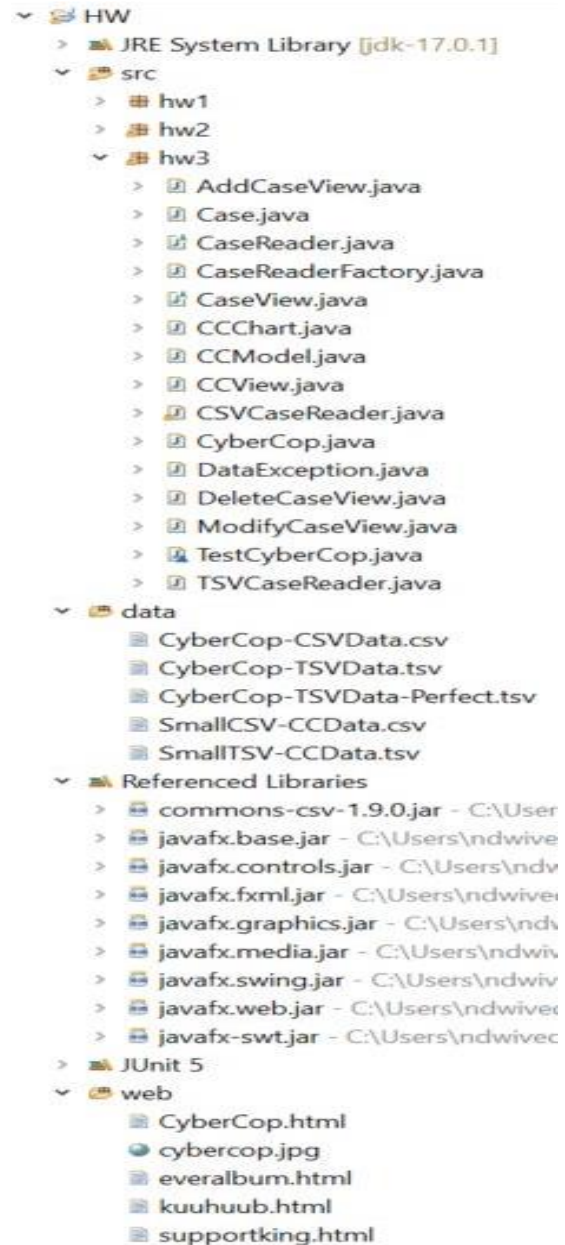 HW
JRE System Library [jdk-17.0.1]
src
hw1
hw2
hw3
AddCaseView.java
Case.java
CaseReader.java
CaseReaderFactory.java
CaseView.java
CCChart.java
CCModel.java
CCView.java
CSVCaseReader.java
CyberCop.java
DataException.java
DeleteCaseView.java
ModifyCaseView.java
TestCyberCop.java
TSVCaseReader.java
data
CyberCop-CSVData.csv
CyberCop-TSVData.tsv
CyberCop-TSVData-Perfect.tsv
SmallCSV-CCData.csv
SmallTSV-CCData.tsv
Referenced Libraries
commons-csv-1.9.0.jar - C:\User
javafx.base.jar - C:\Users\ndwive
javafx.controls.jar - C:\Users\ndw
javafx.fxml.jar - C:\Users\ndwive
javafx.graphics.jar - C:\Users\ndw
javafx.media.jar - C:\Users\ndwiv
javafx.swing.jar - C:\Users\ndwiv
javafx.web.jar - C:\Users\ndwivec
javafx-swt.jar - C:\Users\ndwivec
JUnit 5
web
CyberCop.html
cybercop.jpg
everalbum.html
kuuhuub.html
supportking.html